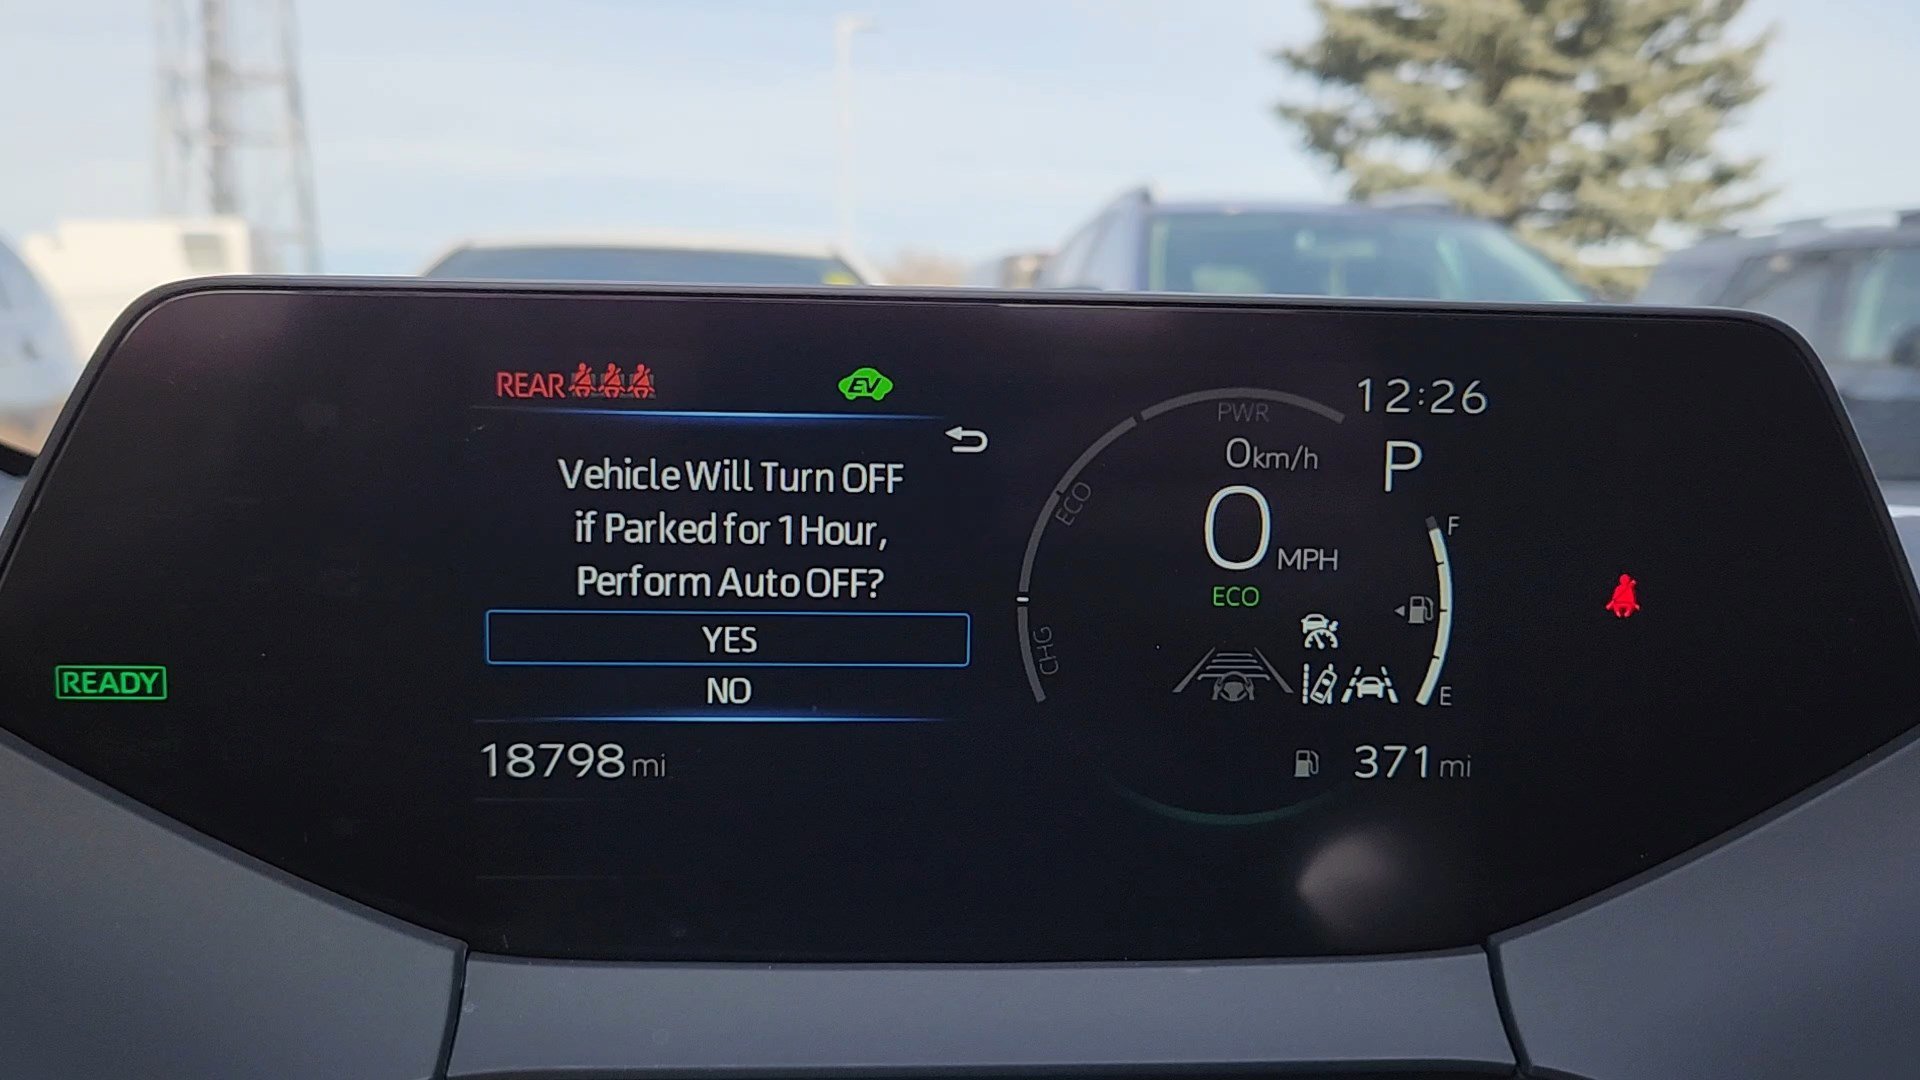 REAR
EV
Vehicle Will Turn OFF
if Parked for 1 Hour,
Perform Auto OFF?
YES
NO
READY
18798 mi
PWR
ECO
CHG
12:26
0 km/h
P
0 MPH
ECO
F
E
371 mi